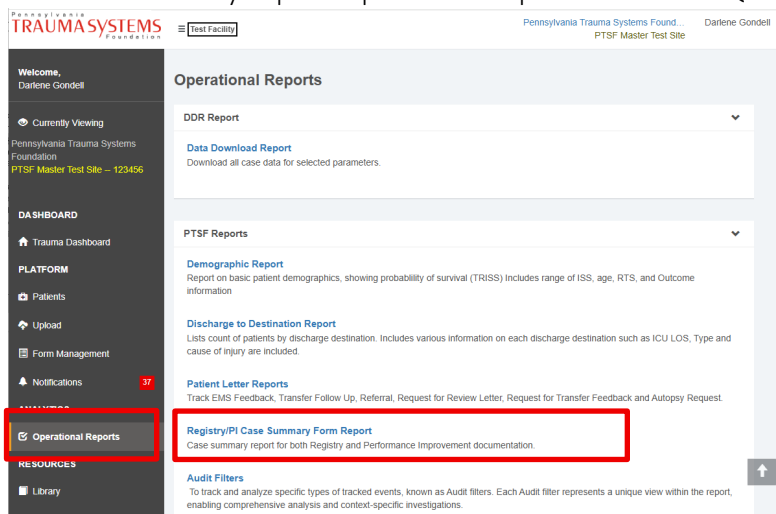 Pennsylvania
TRAUMA SYSTEMS
Foundation
Test Facility
Pennsylvania Trauma Systems Found...
PTSF Master Test Site
Darlene Gondell
Welcome,
Darlene Gondell
Currently Viewing
Pennsylvania Trauma Systems
Foundation
PTSF Master Test Site – 123456
DASHBOARD
Trauma Dashboard
PLATFORM
Patients
Upload
Form Management
Notifications 37
ANALYTICS
Operational Reports
RESOURCES
Library
Operational Reports
DDR Report
Data Download Report
Download all case data for selected parameters.
PTSF Reports
Demographic Report
Report on basic patient demographics, showing probablility of survival (TRISS) Includes range of ISS, age, RTS, and Outcome
information
Discharge to Destination Report
Lists count of patients by discharge destination. Includes various information on each discharge destination such as ICU LOS, Type and
cause of injury are included.
Patient Letter Reports
Track EMS Feedback, Transfer Follow Up, Referral, Request for Review Letter, Request for Transfer Feedback and Autopsy Request.
Registry/PI Case Summary Form Report
Case summary report for both Registry and Performance Improvement documentation.
Audit Filters
To track and analyze specific types of tracked events, known as Audit filters. Each Audit filter represents a unique view within the report,
enabling comprehensive analysis and context-specific investigations.